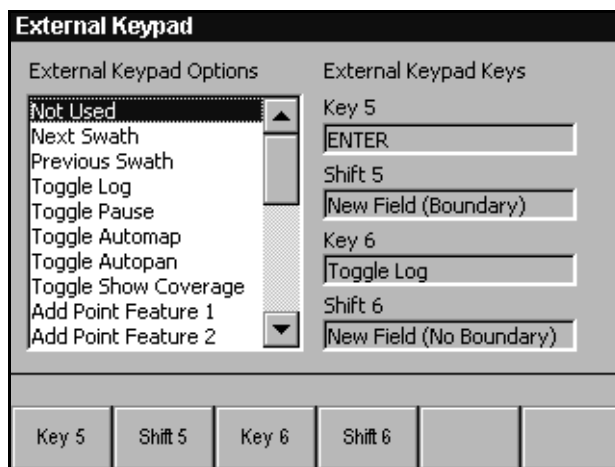 External Keypad
External Keypad Options
Not Used
Next Swath
Previous Swath
Toggle Log
Toggle Pause
Toggle Automap
Toggle Autopan
Toggle Show Coverage
Add Point Feature 1
Add Point Feature 2
External Keypad Keys
Key 5
ENTER
Shift 5
New Field (Boundary)
Key 6
Toggle Log
Shift 6
New Field (No Boundary)
Key 5
Shift 5
Key 6
Shift 6